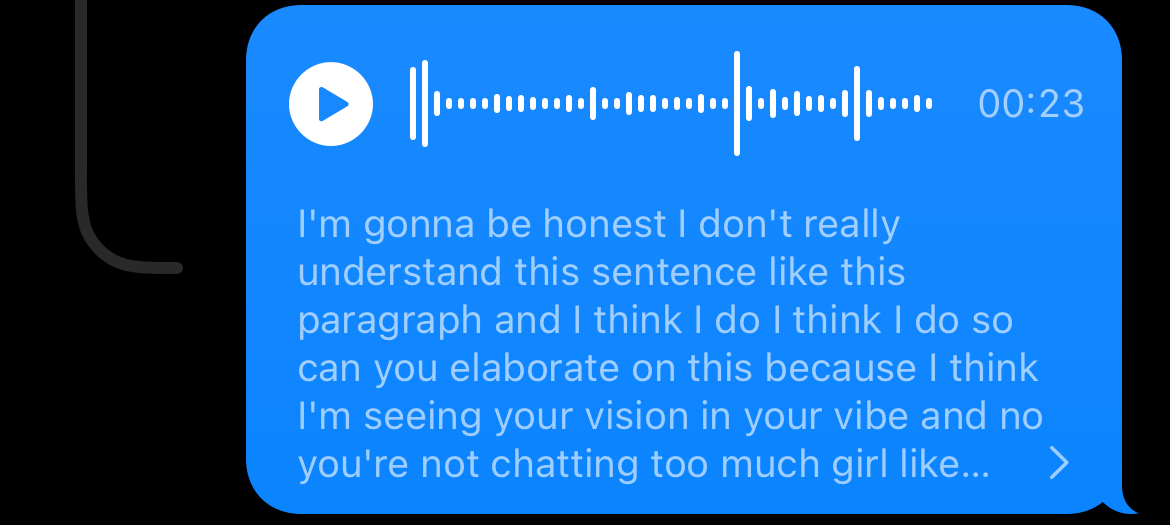 00:23
I'm gonna be honest I don't really
understand this sentence like this
paragraph and I think I do I think I do so
can you elaborate on this because I think
I'm seeing your vision in your vibe and no
you're not chatting too much girl like...